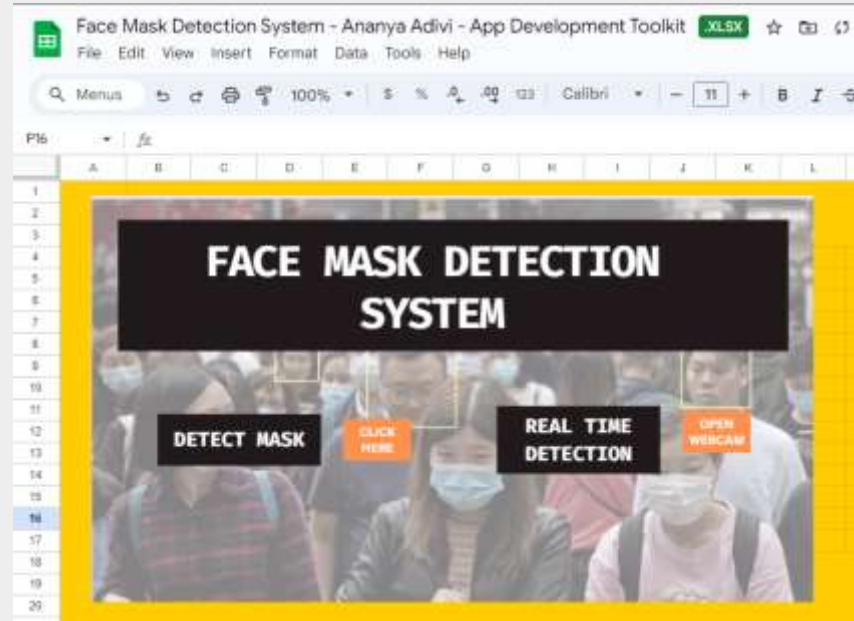 Face Mask Detection System - Ananya Adivi - App Development Toolkit .XLSX
File Edit View Insert Format Data Tools Help
Menus 100% $ % .0 .00 123 Calibri - 11 + B I S
P16 fx
A B C D E F G H I J K L
1
2
3
4
5
6
7
8
9
10
11
12
13
14
15
16
17
18
19
20
FACE MASK DETECTION
SYSTEM
DETECT MASK
CLICK
HERE
REAL TIME
DETECTION
OPEN
WEBCAM